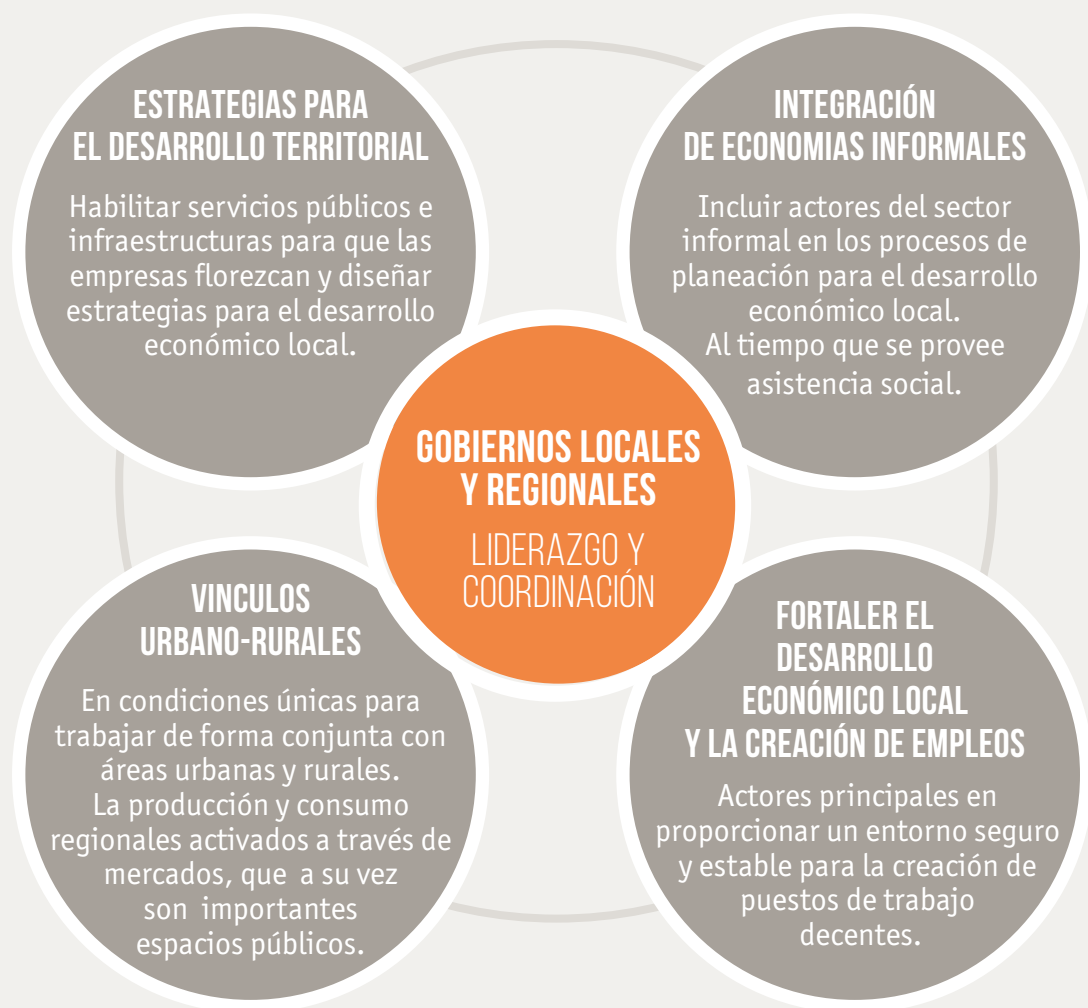 ESTRATEGIAS PARA
EL DESARROLLO TERRITORIAL
Habilitar servicios públicos e
infraestructuras para que las
empresas florezcan y diseñar
estrategias para el desarrollo
económico local.
INTEGRACIÓN
DE ECONOMIAS INFORMALES
Incluir actores del sector
informal en los procesos de
planeación para el desarrollo
económico local.
Al tiempo que se provee
asistencia social.
GOBIERNOS LOCALES
Y REGIONALES
LIDERAZGO Y
COORDINACIÓN
VINCULOS
URBANO-RURALES
En condiciones únicas para
trabajar de forma conjunta con
áreas urbanas y rurales.
La producción y consumo
regionales activados a través de
mercados, que a su vez
son importantes
espacios públicos.
FORTALER EL
DESARROLLO
ECONÓMICO LOCAL
Y LA CREACIÓN DE EMPLEOS
Actores principales en
proporcionar un entorno seguro
y estable para la creación de
puestos de trabajo
decentes.